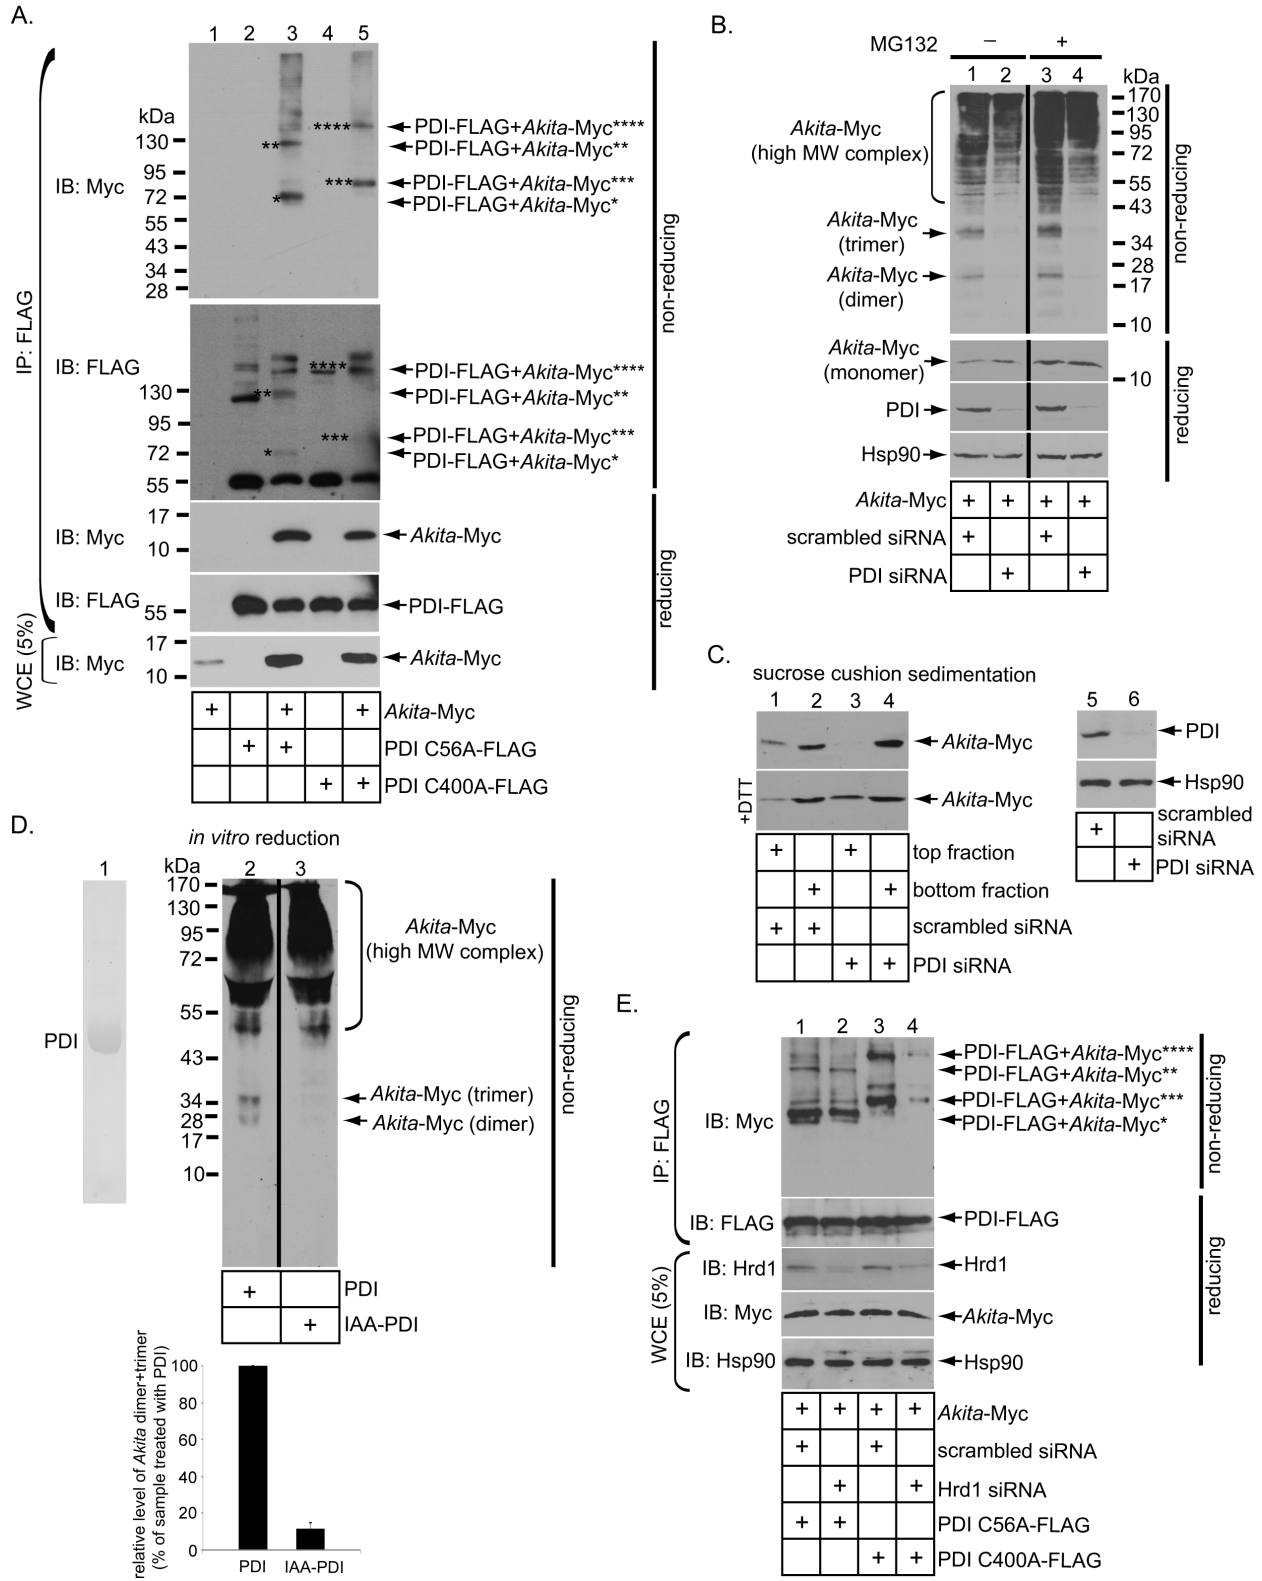 A.
1 2 3 4 5
kDa
130
95
72
55
43
34
28
IB: Myc
**
*
****
***
PDI-FLAG+Akita-Myc****
PDI-FLAG+Akita-Myc**
PDI-FLAG+Akita-Myc***
PDI-FLAG+Akita-Myc*
non-reducing
IP: FLAG
IB: FLAG
130
95
72
55
**
*
****
***
PDI-FLAG+Akita-Myc****
PDI-FLAG+Akita-Myc**
PDI-FLAG+Akita-Myc***
PDI-FLAG+Akita-Myc*
17
IB: Myc
10
Akita-Myc
IB: FLAG
55
PDI-FLAG
reducing
WCE (5%)
17
IB: Myc
10
Akita-Myc
+ + + Akita-Myc
+ + PDI C56A-FLAG
+ + PDI C400A-FLAG
B.
MG132 – +
1 2 3 4
kDa
170
130
95
72
55
43
34
28
17
10
Akita-Myc
(high MW complex)
Akita-Myc
(trimer)
Akita-Myc
(dimer)
non-reducing
Akita-Myc
(monomer)
10
PDI
Hsp90
reducing
Akita-Myc + + + +
scrambled siRNA + +
PDI siRNA + +
C.
sucrose cushion sedimentation
1 2 3 4
Akita-Myc
+DTT
Akita-Myc
+ + top fraction
+ + bottom fraction
+ + scrambled siRNA
+ + PDI siRNA
5 6
PDI
Hsp90
+ scrambled
siRNA
+ PDI siRNA
D.
in vitro reduction
1
PDI
kDa 2 3
170
130
95
72
55
43
34
28
17
10
Akita-Myc
(high MW complex)
Akita-Myc (trimer)
Akita-Myc (dimer)
non-reducing
+ PDI
+ IAA-PDI
relative level of Akita dimer+trimer
(% of sample treated with PDI)
100
80
60
40
20
0
PDI IAA-PDI
E.
1 2 3 4
IP: FLAG
IB: Myc
PDI-FLAG+Akita-Myc****
PDI-FLAG+Akita-Myc**
PDI-FLAG+Akita-Myc***
PDI-FLAG+Akita-Myc*
non-reducing
IB: FLAG
PDI-FLAG
WCE (5%)
IB: Hrd1
Hrd1
IB: Myc
Akita-Myc
IB: Hsp90
Hsp90
reducing
+ + + + Akita-Myc
+ + scrambled siRNA
+ + Hrd1 siRNA
+ + PDI C56A-FLAG
+ + PDI C400A-FLAG